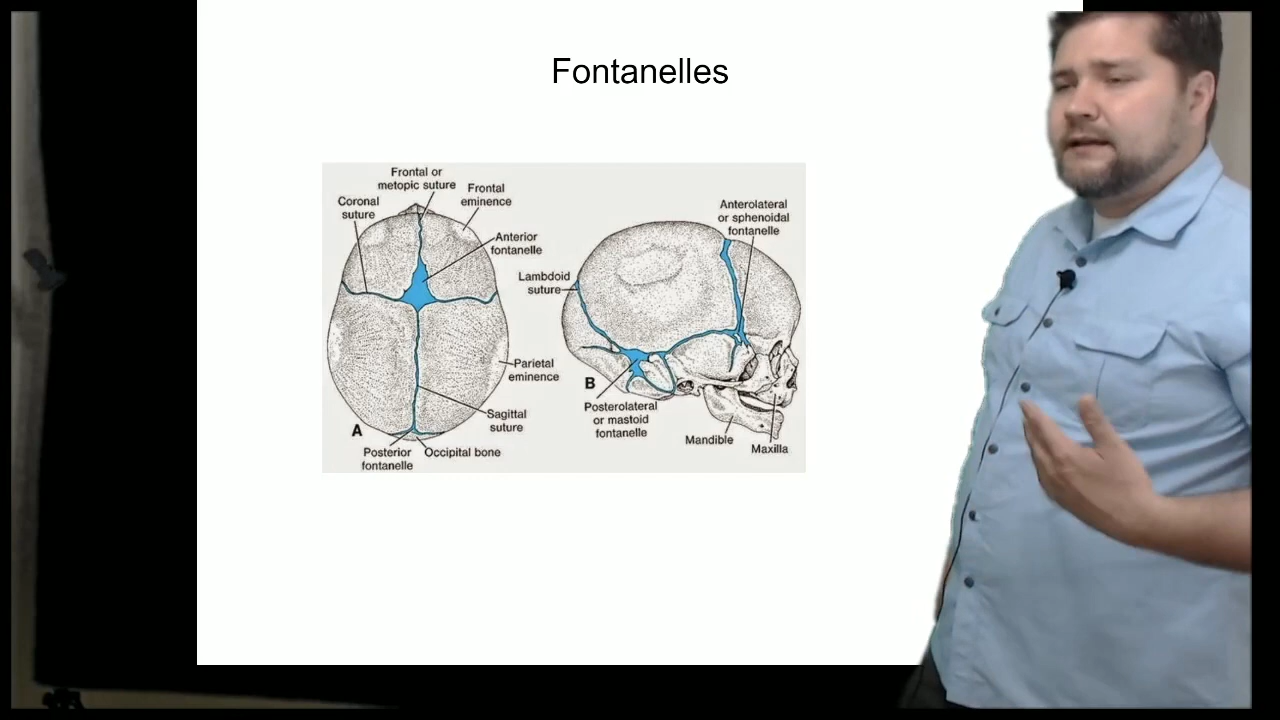 Fontanelles
Frontal or
metopic suture
Frontal
eminence
Coronal
suture
Anterior
fontanelle
Parietal
eminence
Sagittal
suture
A
Posterior
fontanelle
Occipital bone
Anterolateral
or sphenoidal
fontanelle
Lambdoid
suture
B
Posterolateral
or mastoid
fontanelle
Mandible
Maxilla